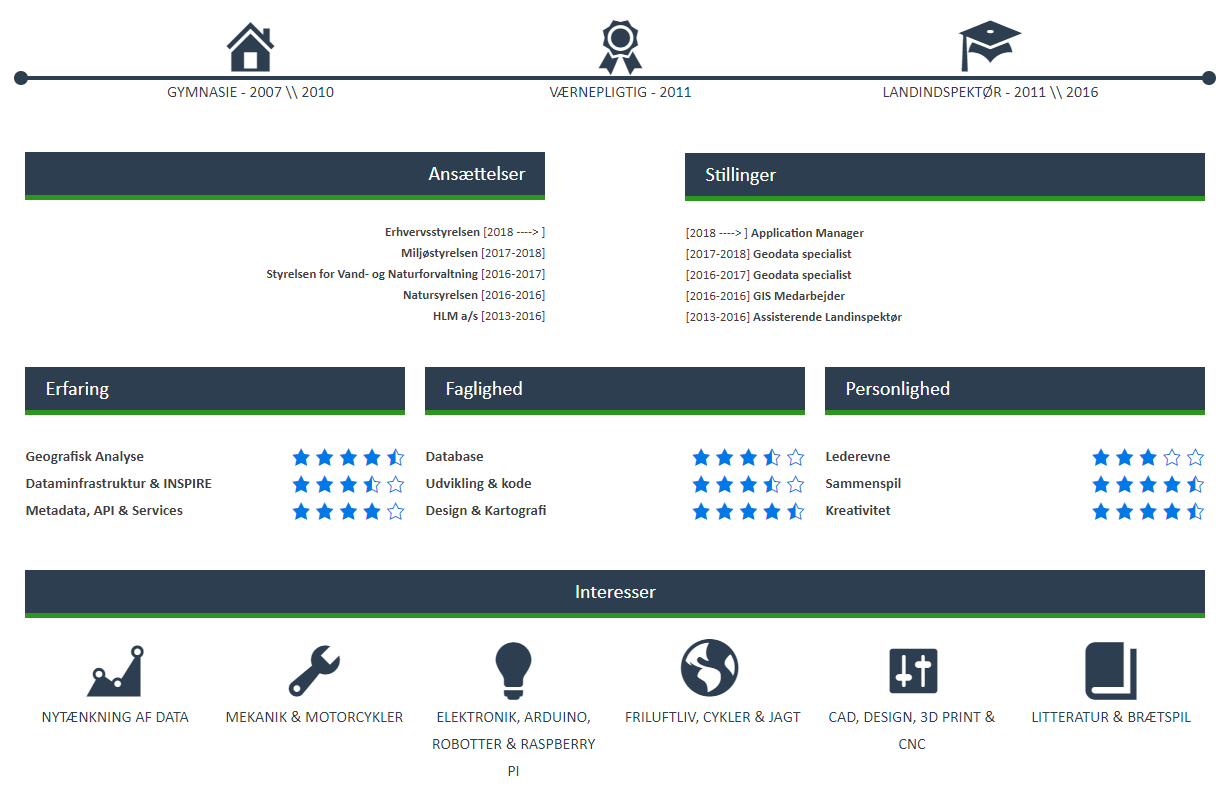 GYMNASIE - 2007 \\ 2010
VÆRNEPLIGTIG - 2011
LANDINDSPEKTØR - 2011 \\ 2016
Ansættelser
Erhvervsstyrelsen [2018 ----> ]
Miljøstyrelsen [2017-2018]
Styrelsen for Vand- og Naturforvaltning [2016-2017]
Natursyrelsen [2016-2016]
HLM a/s [2013-2016]
Stillinger
[2018 ----> ] Application Manager
[2017-2018] Geodata specialist
[2016-2017] Geodata specialist
[2016-2016] GIS Medarbejder
[2013-2016] Assisterende Landinspektør
Erfaring
Geografisk Analyse
Dataminfrastruktur & INSPIRE
Metadata, API & Services
Faglighed
Database
Udvikling & kode
Design & Kartografi
Personlighed
Lederevne
Sammenspil
Kreativitet
Interesser
NYTÆNKNING AF DATA
MEKANIK & MOTORCYKLER
ELEKTRONIK, ARDUINO,
ROBOTTER & RASPBERRY
PI
FRILUFTLIV, CYKLER & JAGT
CAD, DESIGN, 3D PRINT &
CNC
LITTERATUR & BRÆTSPIL